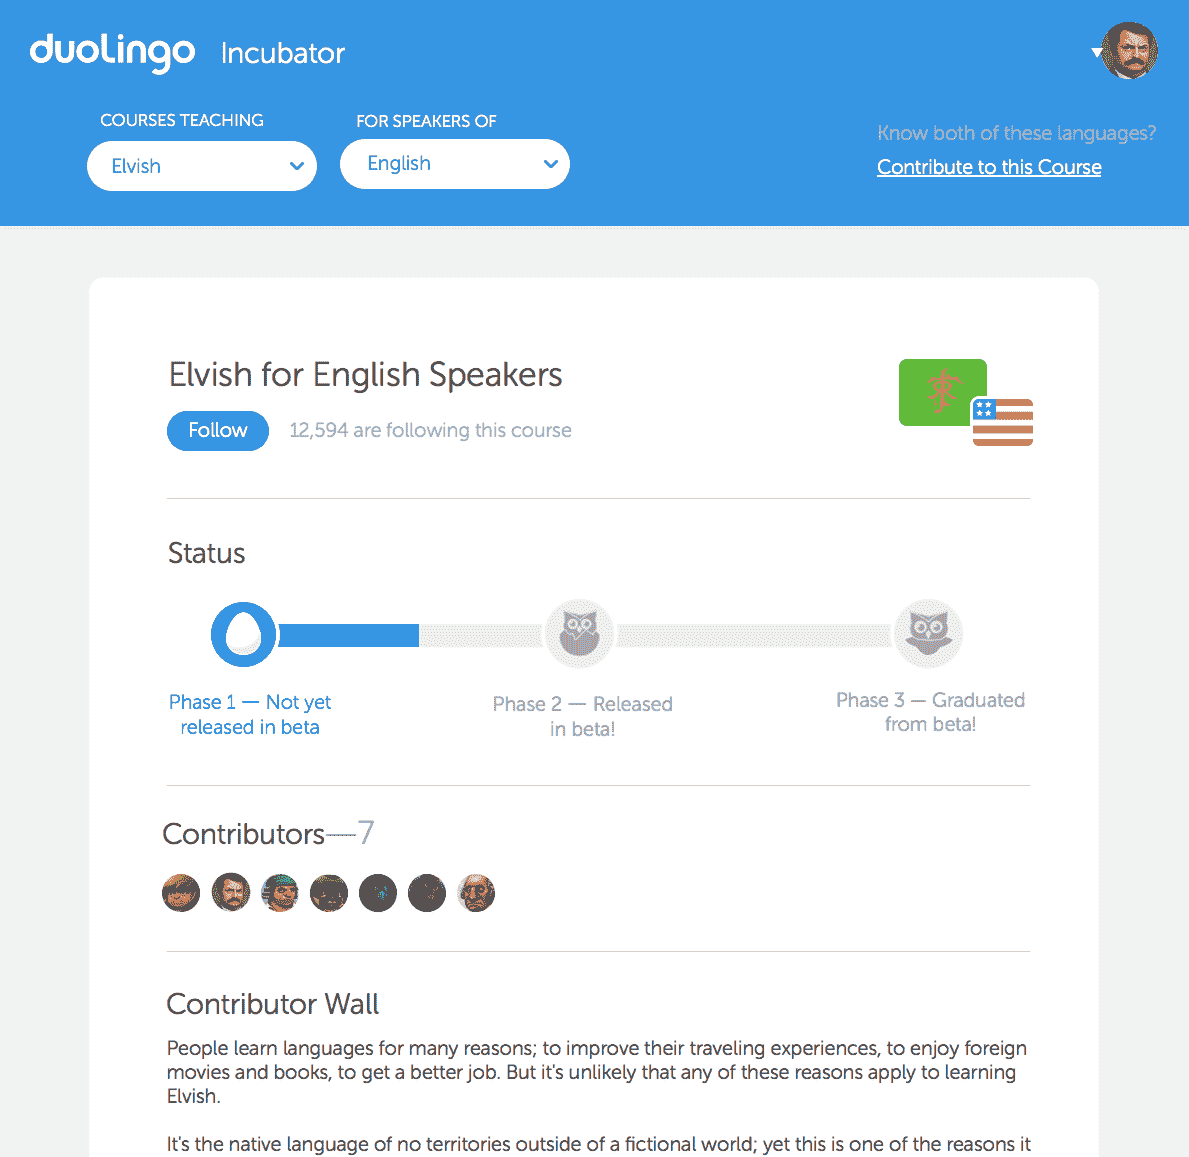 duolingo Incubator
COURSES TEACHING
FOR SPEAKERS OF
Elvish
English
Know both of these languages?
Contribute to this Course
Elvish for English Speakers
Follow
12,594 are following this course
Status
Phase 1 — Not yet
released in beta
Phase 2 — Released
in beta!
Phase 3 — Graduated
from beta!
Contributors—7
Contributor Wall
People learn languages for many reasons; to improve their traveling experiences, to enjoy foreign
movies and books, to get a better job. But it's unlikely that any of these reasons apply to learning
Elvish.
It's the native language of no territories outside of a fictional world; yet this is one of the reasons it